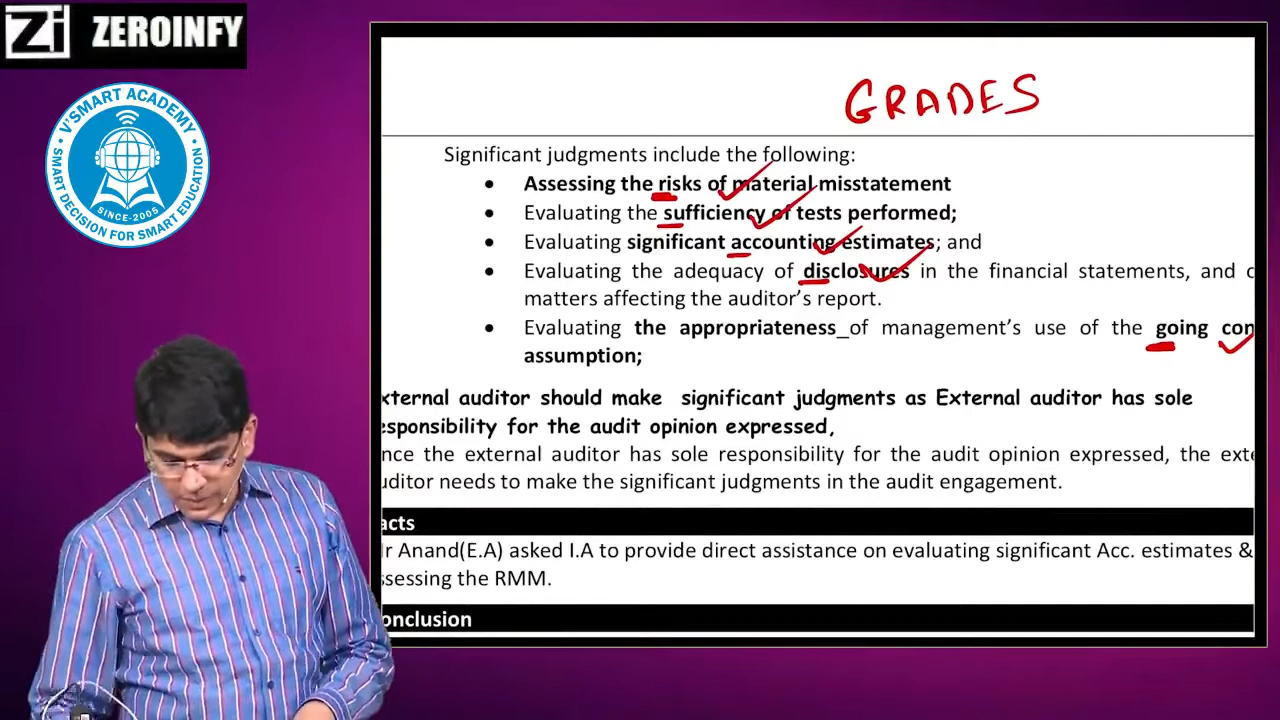 Zi ZEROINFY
V'SMART ACADEMY
SINCE-2005
SMART DECISION FOR SMART EDUCATION
GRADES
Significant judgments include the following:
• Assessing the risks of material misstatement
• Evaluating the sufficiency of tests performed;
• Evaluating significant accounting estimates; and
• Evaluating the adequacy of disclosures in the financial statements, and
matters affecting the auditor's report.
• Evaluating the appropriateness_of management's use of the going con
assumption;
xternal auditor should make significant judgments as External auditor has sole
esponsibility for the audit opinion expressed,
nce the external auditor has sole responsibility for the audit opinion expressed, the exte
uditor needs to make the significant judgments in the audit engagement.
acts
r Anand(E.A) asked I.A to provide direct assistance on evaluating significant Acc. estimates &
ssessing the RMM.
onclusion